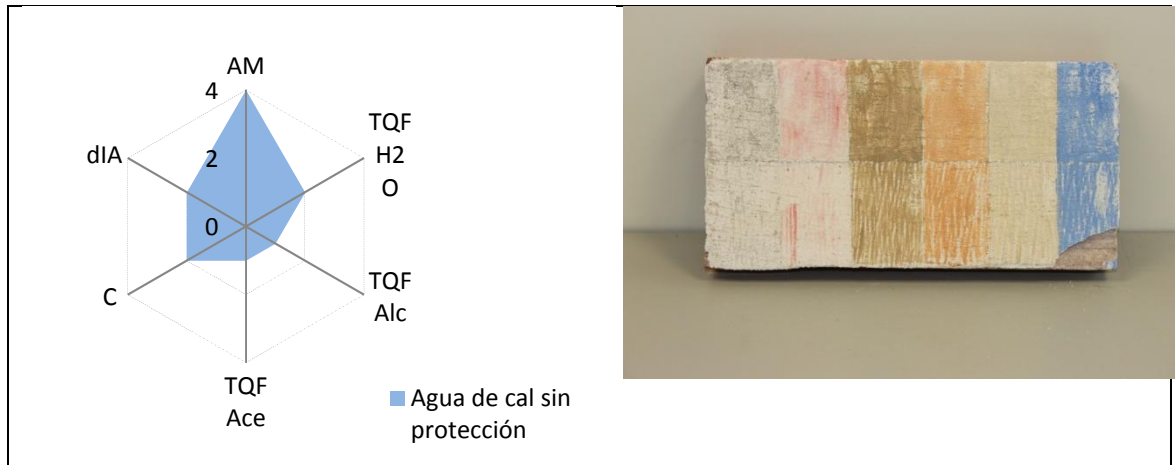 AM
4
TQF
H2
O
dIA
2
0
C
TQF
Alc
TQF
Ace
Agua de cal sin
protección